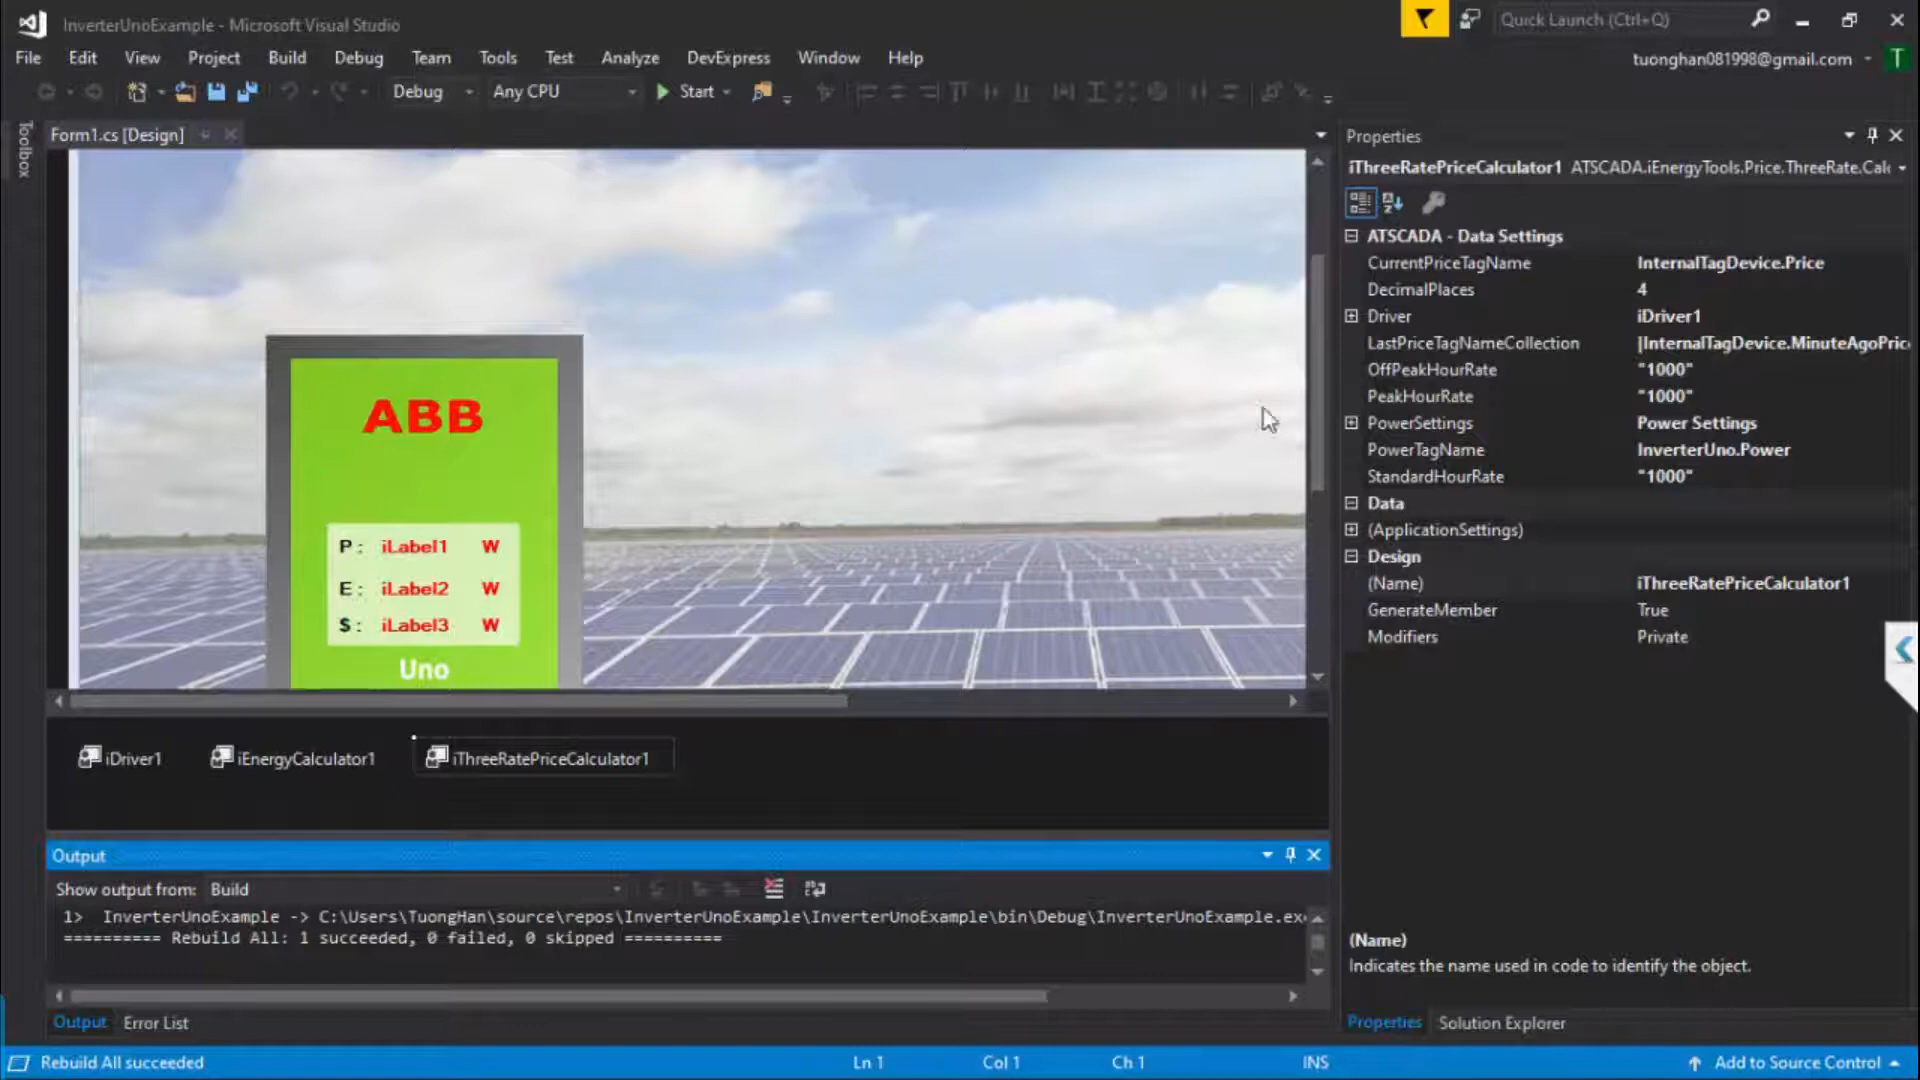 InverterUnoExample - Microsoft Visual Studio
Quick Launch (Ctrl+Q)
File Edit View Project Build Debug Team Tools Test Analyze DevExpress Window Help
tuonghan081998@gmail.com T
Debug Any CPU Start
Toolbox
Form1.cs [Design]
ABB
P : iLabel1 W
E : iLabel2 W
$ : iLabel3 W
Uno
iDriver1 iEnergyCalculator1 iThreeRatePriceCalculator1
Output
Show output from: Build
1> InverterUnoExample -> C:\Users\TuongHan\source\repos\InverterUnoExample\InverterUnoExample\bin\Debug\InverterUnoExample.exe
========== Rebuild All: 1 succeeded, 0 failed, 0 skipped ==========
Output Error List
Properties
iThreeRatePriceCalculator1 ATSCADA.iEnergyTools.Price.ThreeRate.Calc
ATSCADA - Data Settings
CurrentPriceTagName InternalTagDevice.Price
DecimalPlaces 4
Driver iDriver1
LastPriceTagNameCollection |InternalTagDevice.MinuteAgoPric
OffPeakHourRate "1000"
PeakHourRate "1000"
PowerSettings Power Settings
PowerTagName InverterUno.Power
StandardHourRate "1000"
Data
(ApplicationSettings)
Design
(Name) iThreeRatePriceCalculator1
GenerateMember True
Modifiers Private
(Name)
Indicates the name used in code to identify the object.
Properties Solution Explorer
Rebuild All succeeded Ln 1 Col 1 Ch 1 INS Add to Source Control